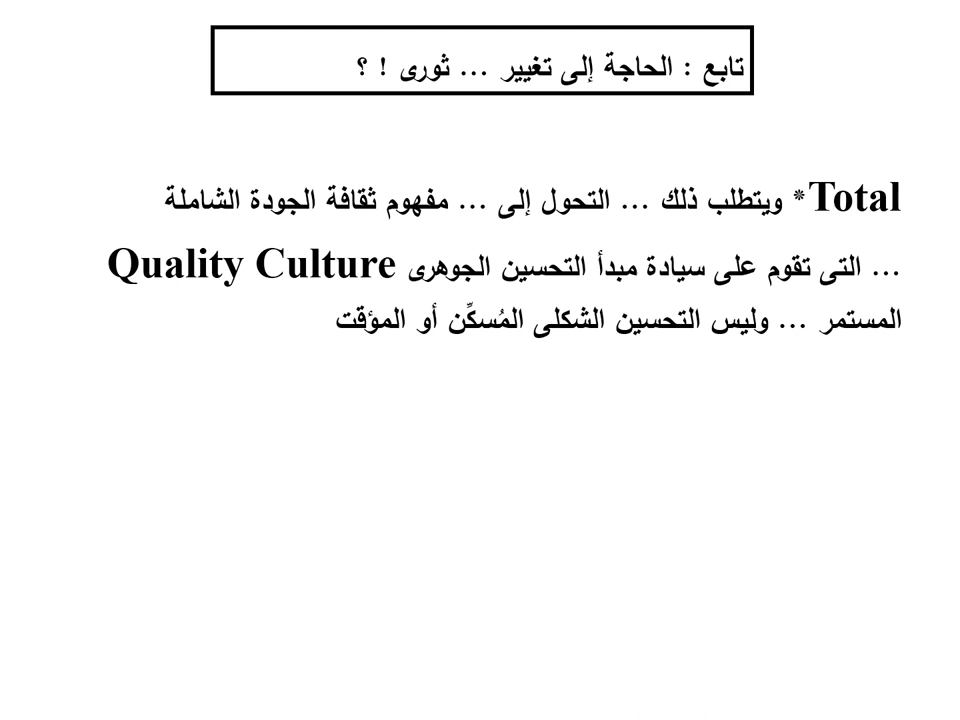 تابع : الحاجة إلى تغيير ... ثورى ! ؟
Total* ويتطلب ذلك ... التحول إلى ... مفهوم ثقافة الجودة الشاملة
... التى تقوم على سيادة مبدأ التحسين الجوهرى Quality Culture
المستمر ... وليس التحسين الشكلى المُسكِّن أو المؤقت